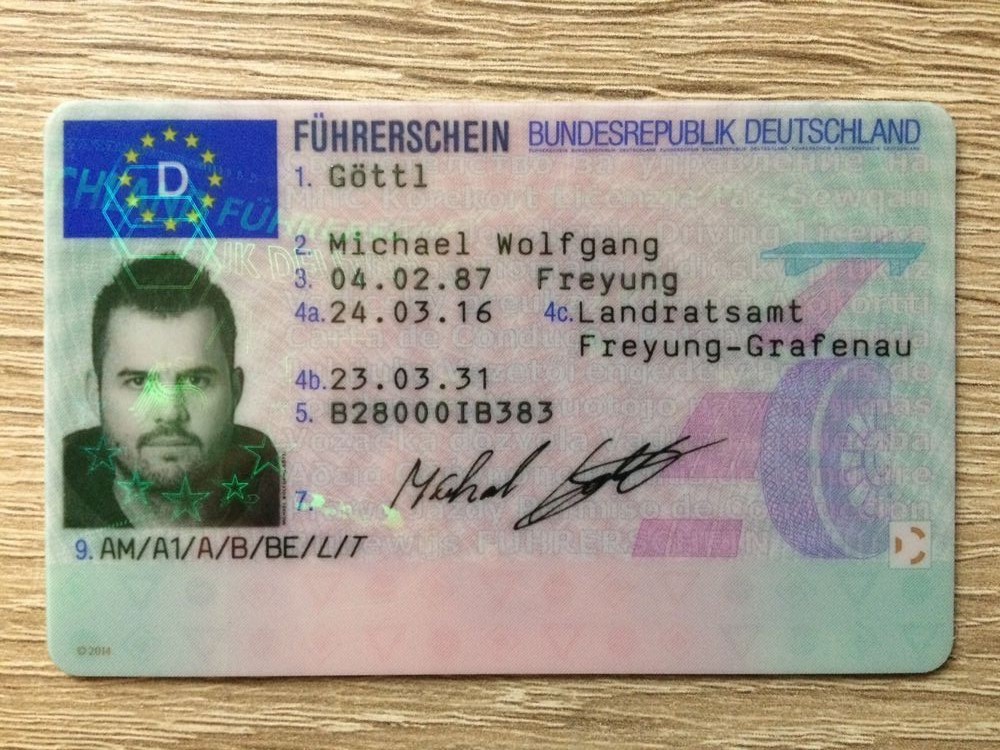 FÜHRERSCHEIN BUNDESREPUBLIK DEUTSCHLAND
D
1. Göttl
2. Michael Wolfgang
3. 04.02.87 Freyung
4a. 24.03.16 4c. Landratsamt
Freyung-Grafenau
4b. 23.03.31
5. B28000IB383
7.
9. AM/A1/A/B/BE/L/T
© 2014